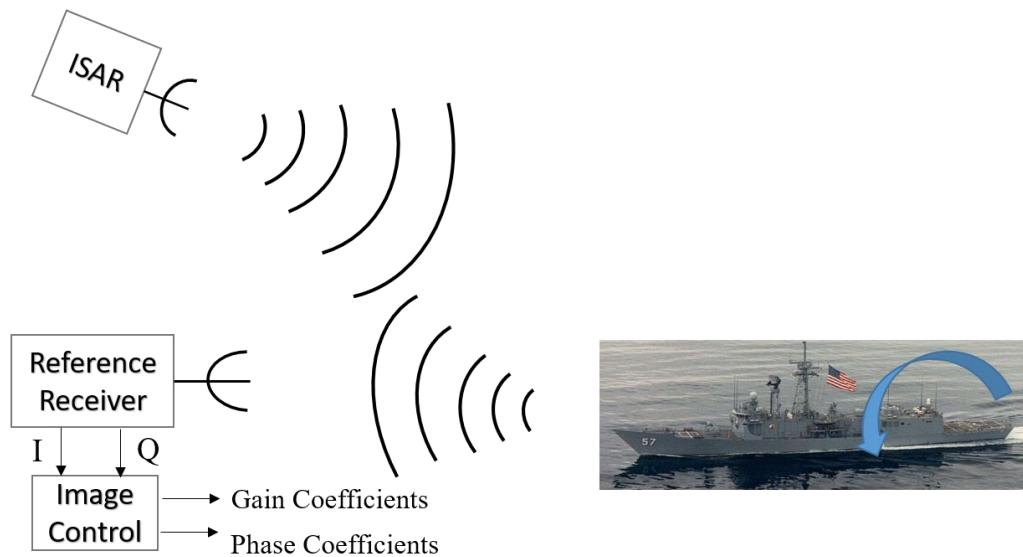 ISAR
Reference
Receiver
I Q
Image
Control
Gain Coefficients
Phase Coefficients
57